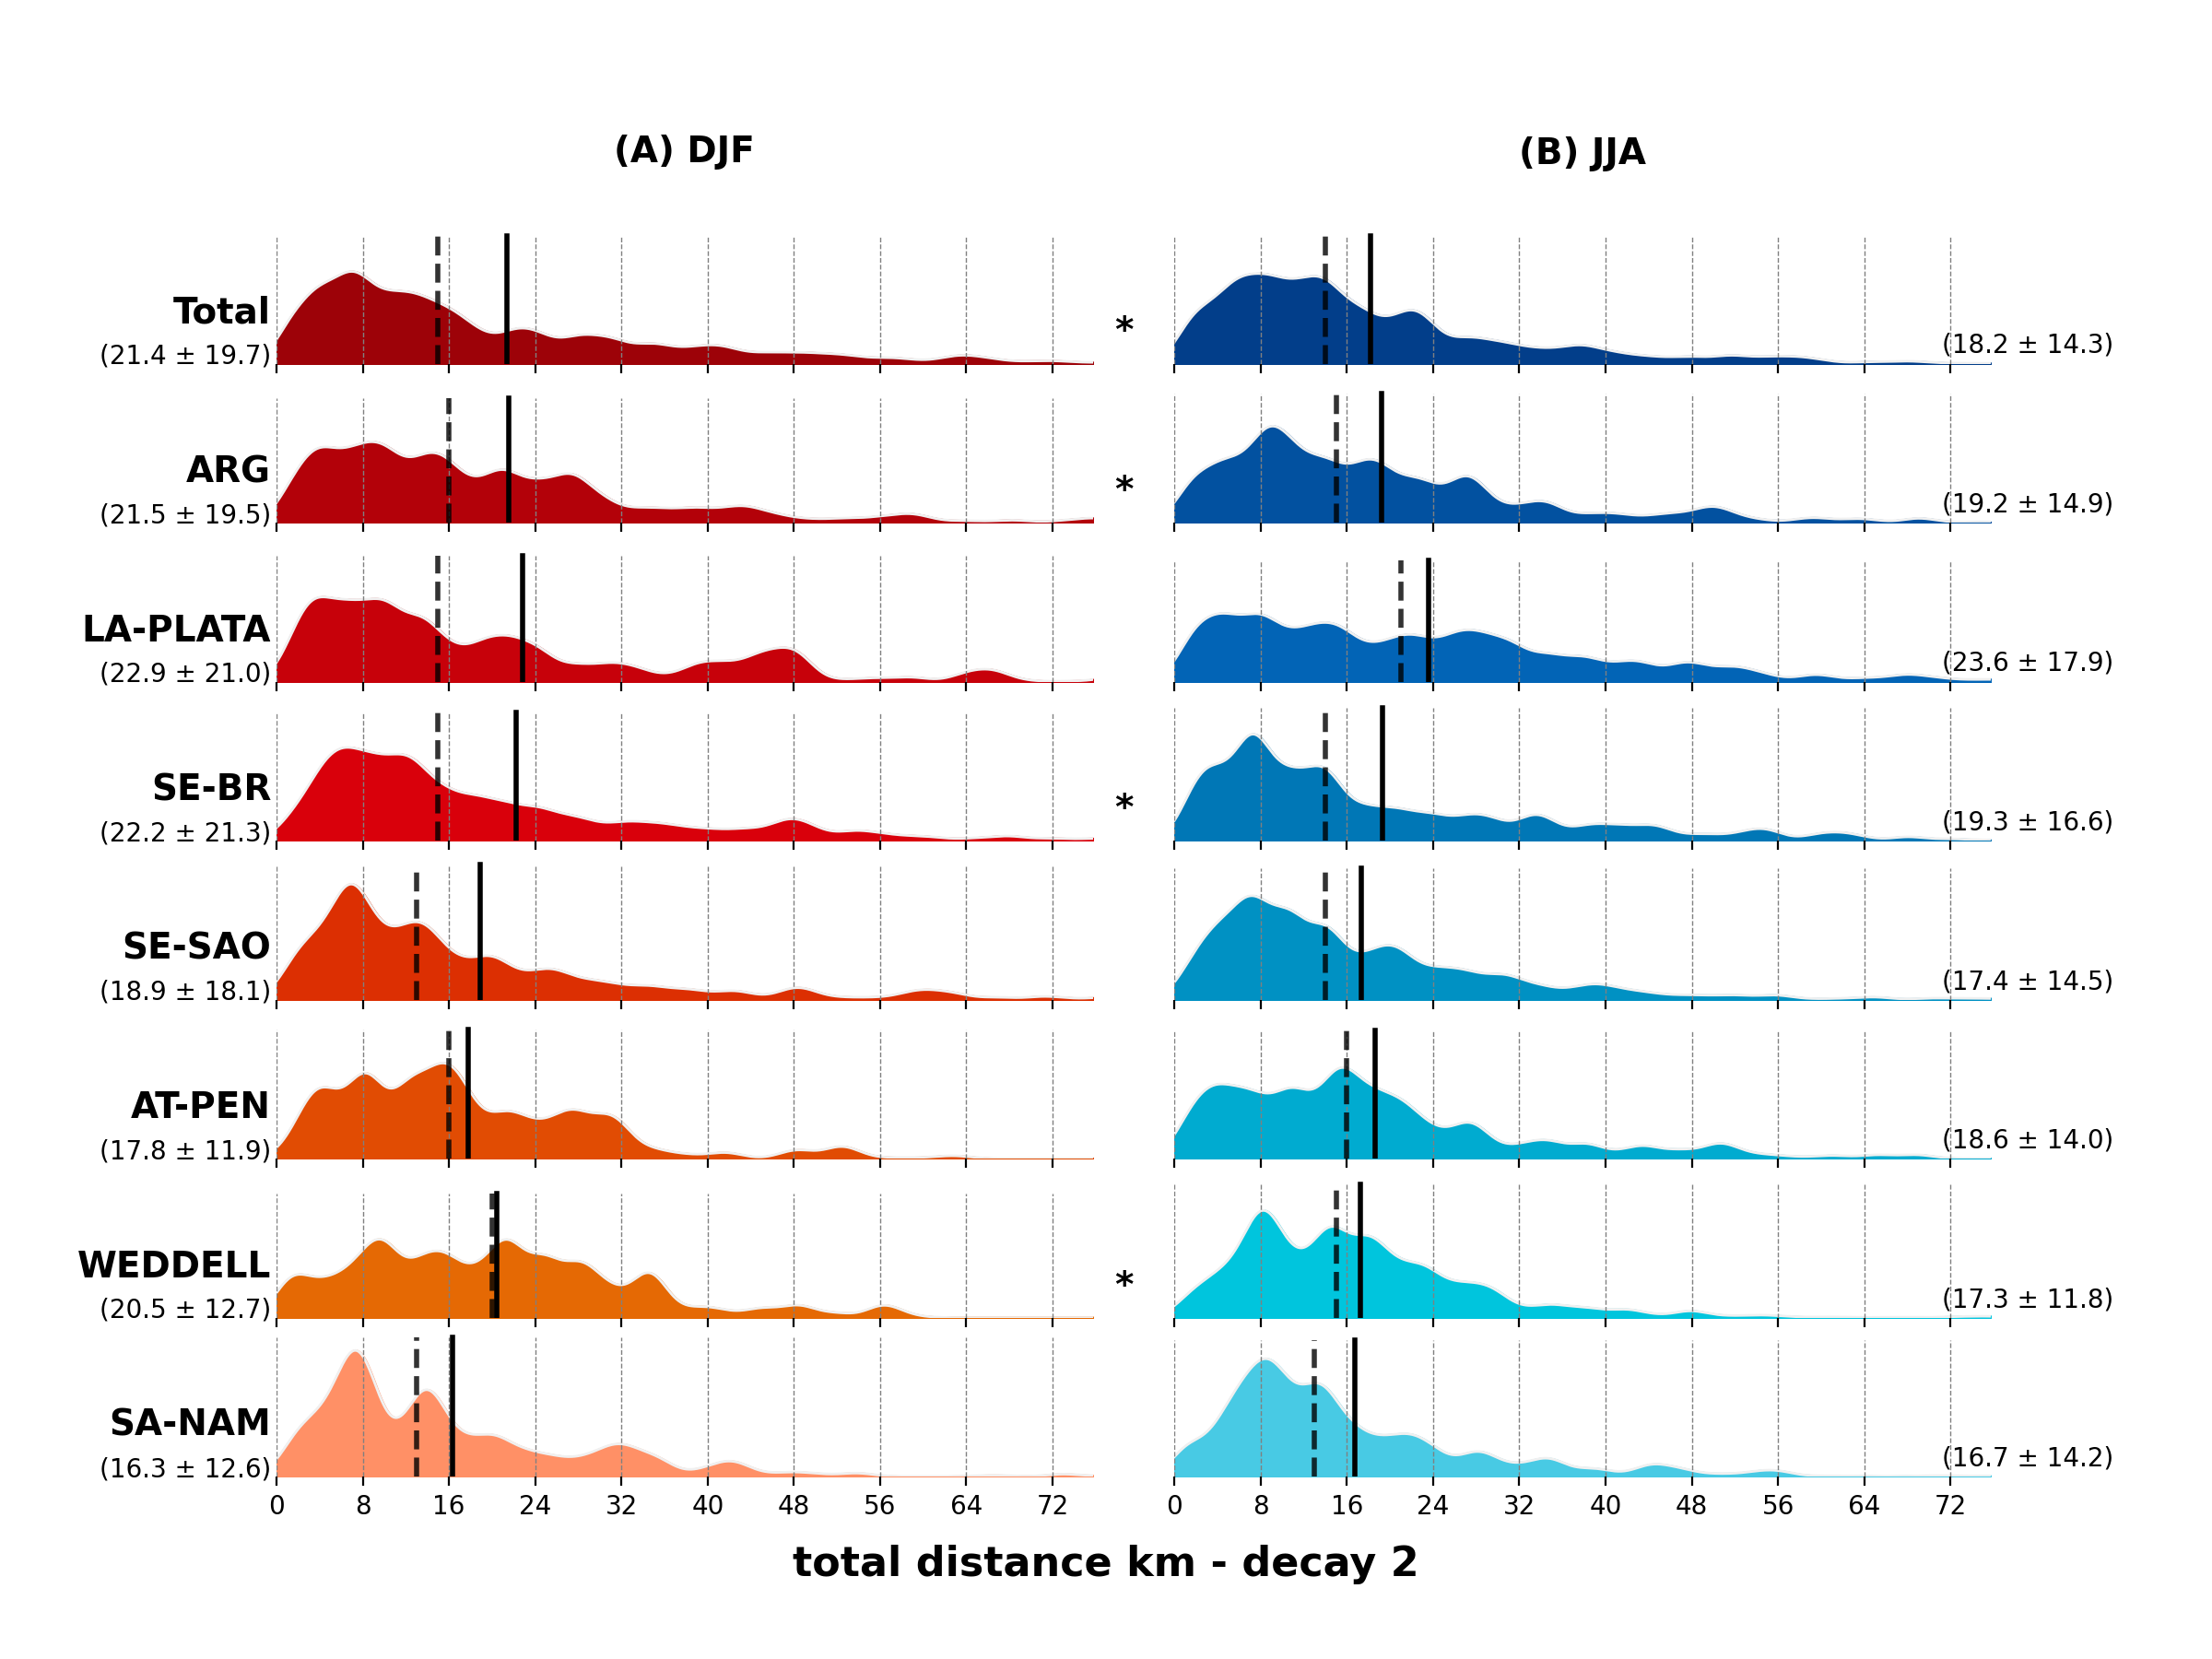 (A) DJF
(B) JJA
Total
(21.4 ± 19.7)
*
(18.2 ± 14.3)
ARG
(21.5 ± 19.5)
*
(19.2 ± 14.9)
LA-PLATA
(22.9 ± 21.0)
(23.6 ± 17.9)
SE-BR
(22.2 ± 21.3)
*
(19.3 ± 16.6)
SE-SAO
(18.9 ± 18.1)
(17.4 ± 14.5)
AT-PEN
(17.8 ± 11.9)
(18.6 ± 14.0)
WEDDELL
(20.5 ± 12.7)
*
(17.3 ± 11.8)
SA-NAM
(16.3 ± 12.6)
(16.7 ± 14.2)
0 8 16 24 32 40 48 56 64 72
0 8 16 24 32 40 48 56 64 72
total distance km - decay 2